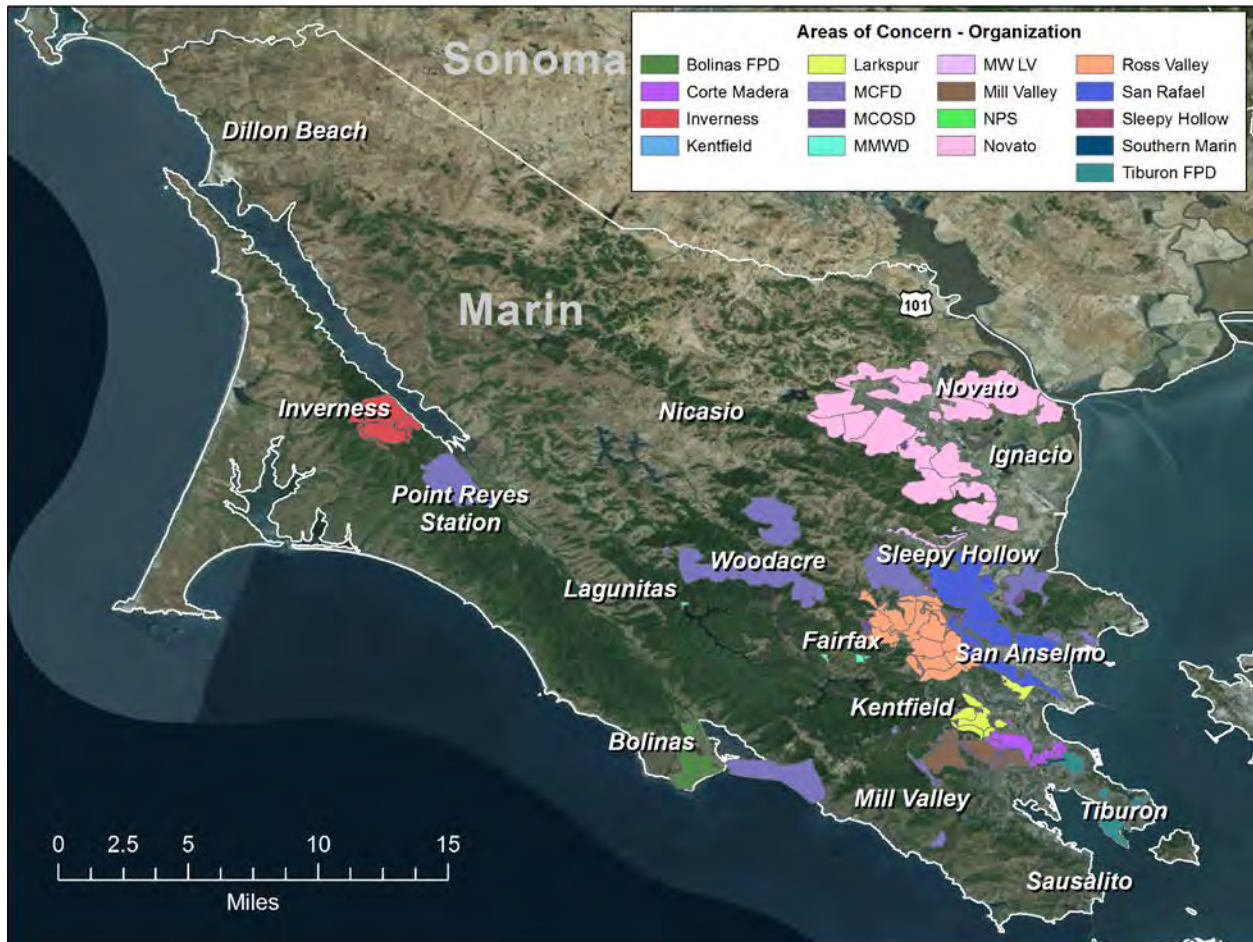 Sonoma
Areas of Concern - Organization
Bolinas FPD
Corte Madera
Inverness
Kentfield
Larkspur
MCFD
MCOSD
MMWD
MW LV
Mill Valley
NPS
Novato
Ross Valley
San Rafael
Sleepy Hollow
Southern Marin
Tiburon FPD
Dillon Beach
Marin
101
Inverness
Nicasio
Novato
Ignacio
Point Reyes
Station
Woodacre
Sleepy Hollow
Lagunitas
Fairfax
San Anselmo
Kentfield
Bolinas
Mill Valley
Tiburon
Sausalito
0 2.5 5 10 15
Miles